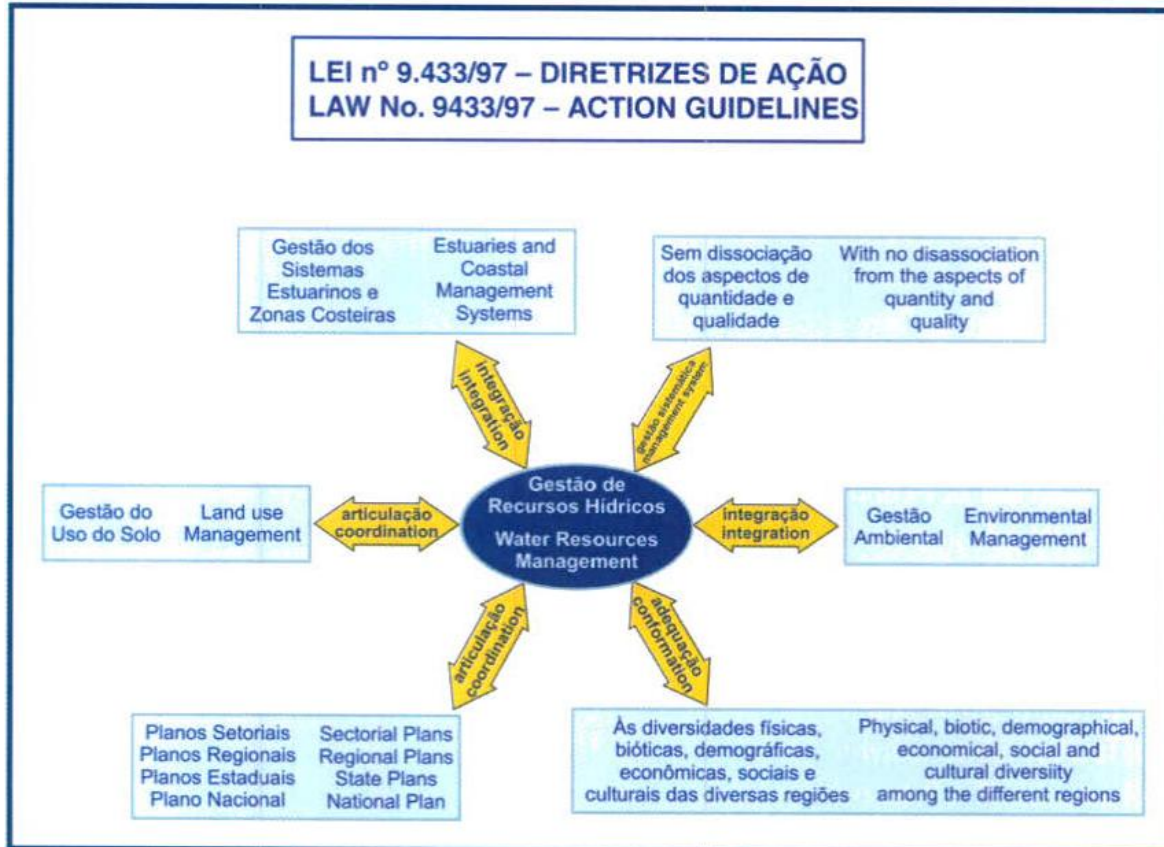 LEI nº 9.433/97 – DIRETRIZES DE AÇÃO
LAW No. 9433/97 – ACTION GUIDELINES
Gestão dos
Sistemas
Estuarinos e
Zonas Costeiras
Estuaries and
Coastal
Management
Systems
Sem dissociação
dos aspectos de
quantidade e
qualidade
With no disassociation
from the aspects of
quantity and
quality
integração
integration
gestão sistemática
management system
Gestão do
Uso do Solo
Land use
Management
articulação
coordination
Gestão de
Recursos Hídricos
Water Resources
Management
integração
integration
Gestão
Ambiental
Environmental
Management
articulação
coordination
adequação
conformation
Planos Setoriais
Planos Regionais
Planos Estaduais
Plano Nacional
Sectorial Plans
Regional Plans
State Plans
National Plan
Às diversidades físicas,
bióticas, demográficas,
econômicas, sociais e
culturais das diversas regiões
Physical, biotic, demographical,
economical, social and
cultural diversiity
among the different regions